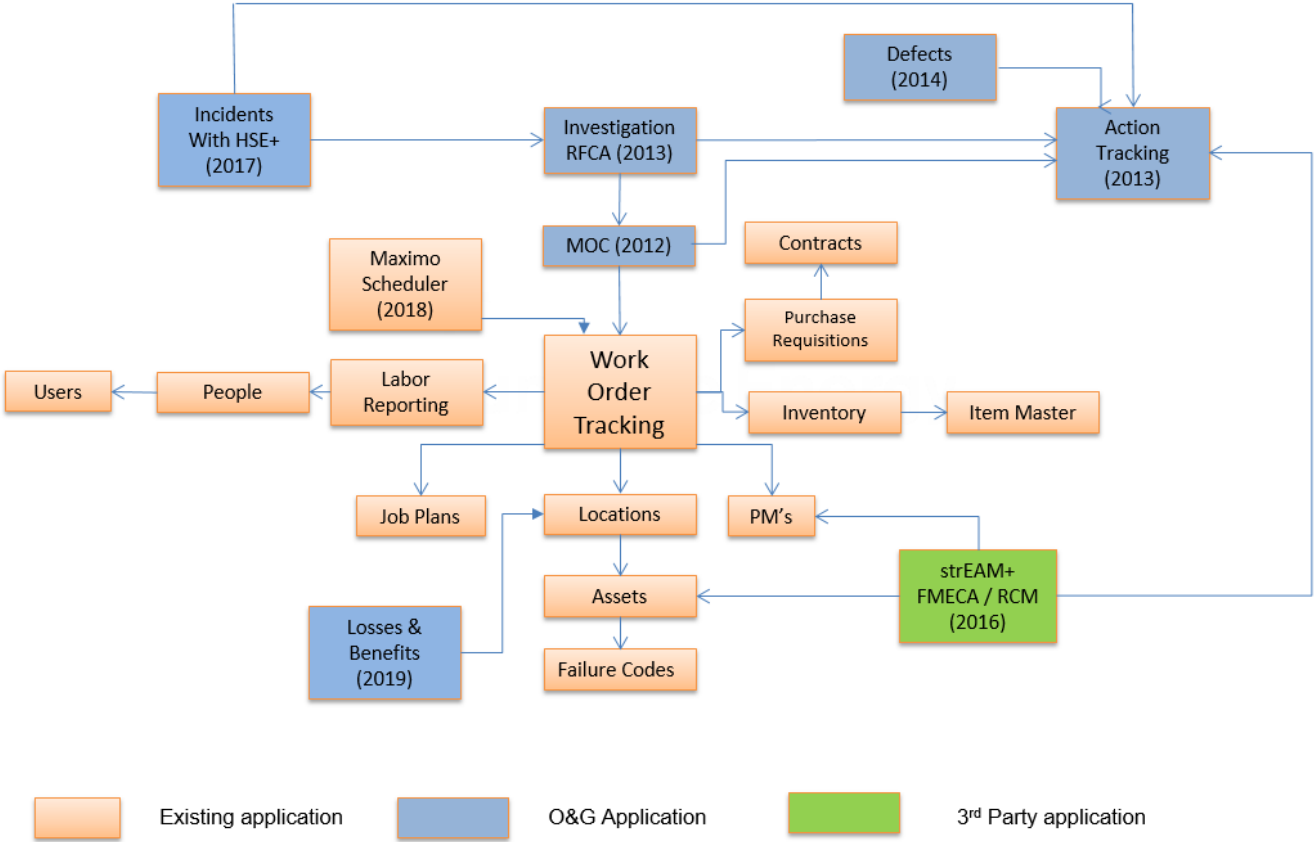 Defects
(2014)
Incidents
With HSE+
(2017)
Investigation
RFCA (2013)
Action
Tracking
(2013)
MOC (2012)
Contracts
Maximo
Scheduler
(2018)
Purchase
Requisitions
Work
Order
Tracking
Users
People
Labor
Reporting
Inventory
Item Master
Job Plans
Locations
PM’s
strEAM+
FMECA / RCM
(2016)
Assets
Losses &
Benefits
(2019)
Failure Codes
Existing application
O&G Application
3rd Party application